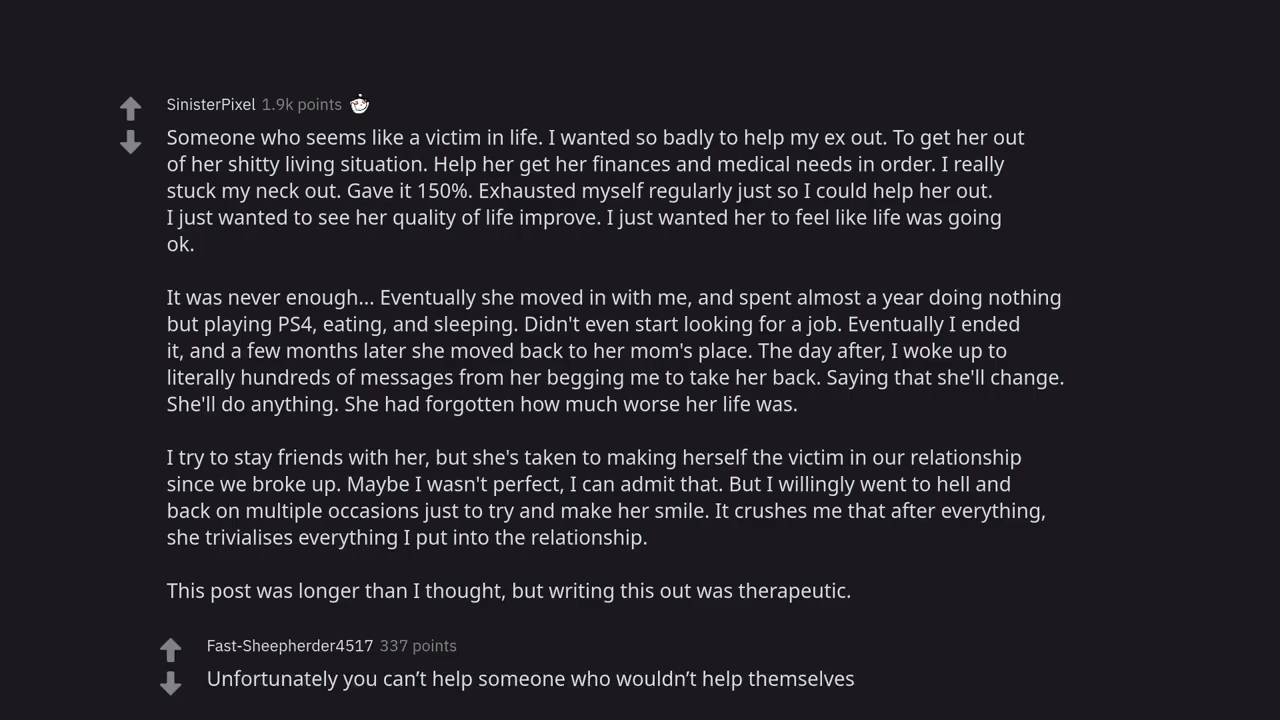 SinisterPixel 1.9k points
Someone who seems like a victim in life. I wanted so badly to help my ex out. To get her out
of her shitty living situation. Help her get her finances and medical needs in order. I really
stuck my neck out. Gave it 150%. Exhausted myself regularly just so I could help her out.
I just wanted to see her quality of life improve. I just wanted her to feel like life was going
ok.
It was never enough... Eventually she moved in with me, and spent almost a year doing nothing
but playing PS4, eating, and sleeping. Didn't even start looking for a job. Eventually I ended
it, and a few months later she moved back to her mom's place. The day after, I woke up to
literally hundreds of messages from her begging me to take her back. Saying that she'll change.
She'll do anything. She had forgotten how much worse her life was.
I try to stay friends with her, but she's taken to making herself the victim in our relationship
since we broke up. Maybe I wasn't perfect, I can admit that. But I willingly went to hell and
back on multiple occasions just to try and make her smile. It crushes me that after everything,
she trivialises everything I put into the relationship.
This post was longer than I thought, but writing this out was therapeutic.
Fast-Sheepherder4517 337 points
Unfortunately you can’t help someone who wouldn’t help themselves